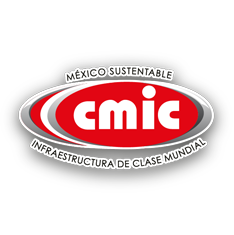 MÉXICO SUSTENTABLE
cmic
INFRAESTRUCTURA DE CLASE MUNDIAL